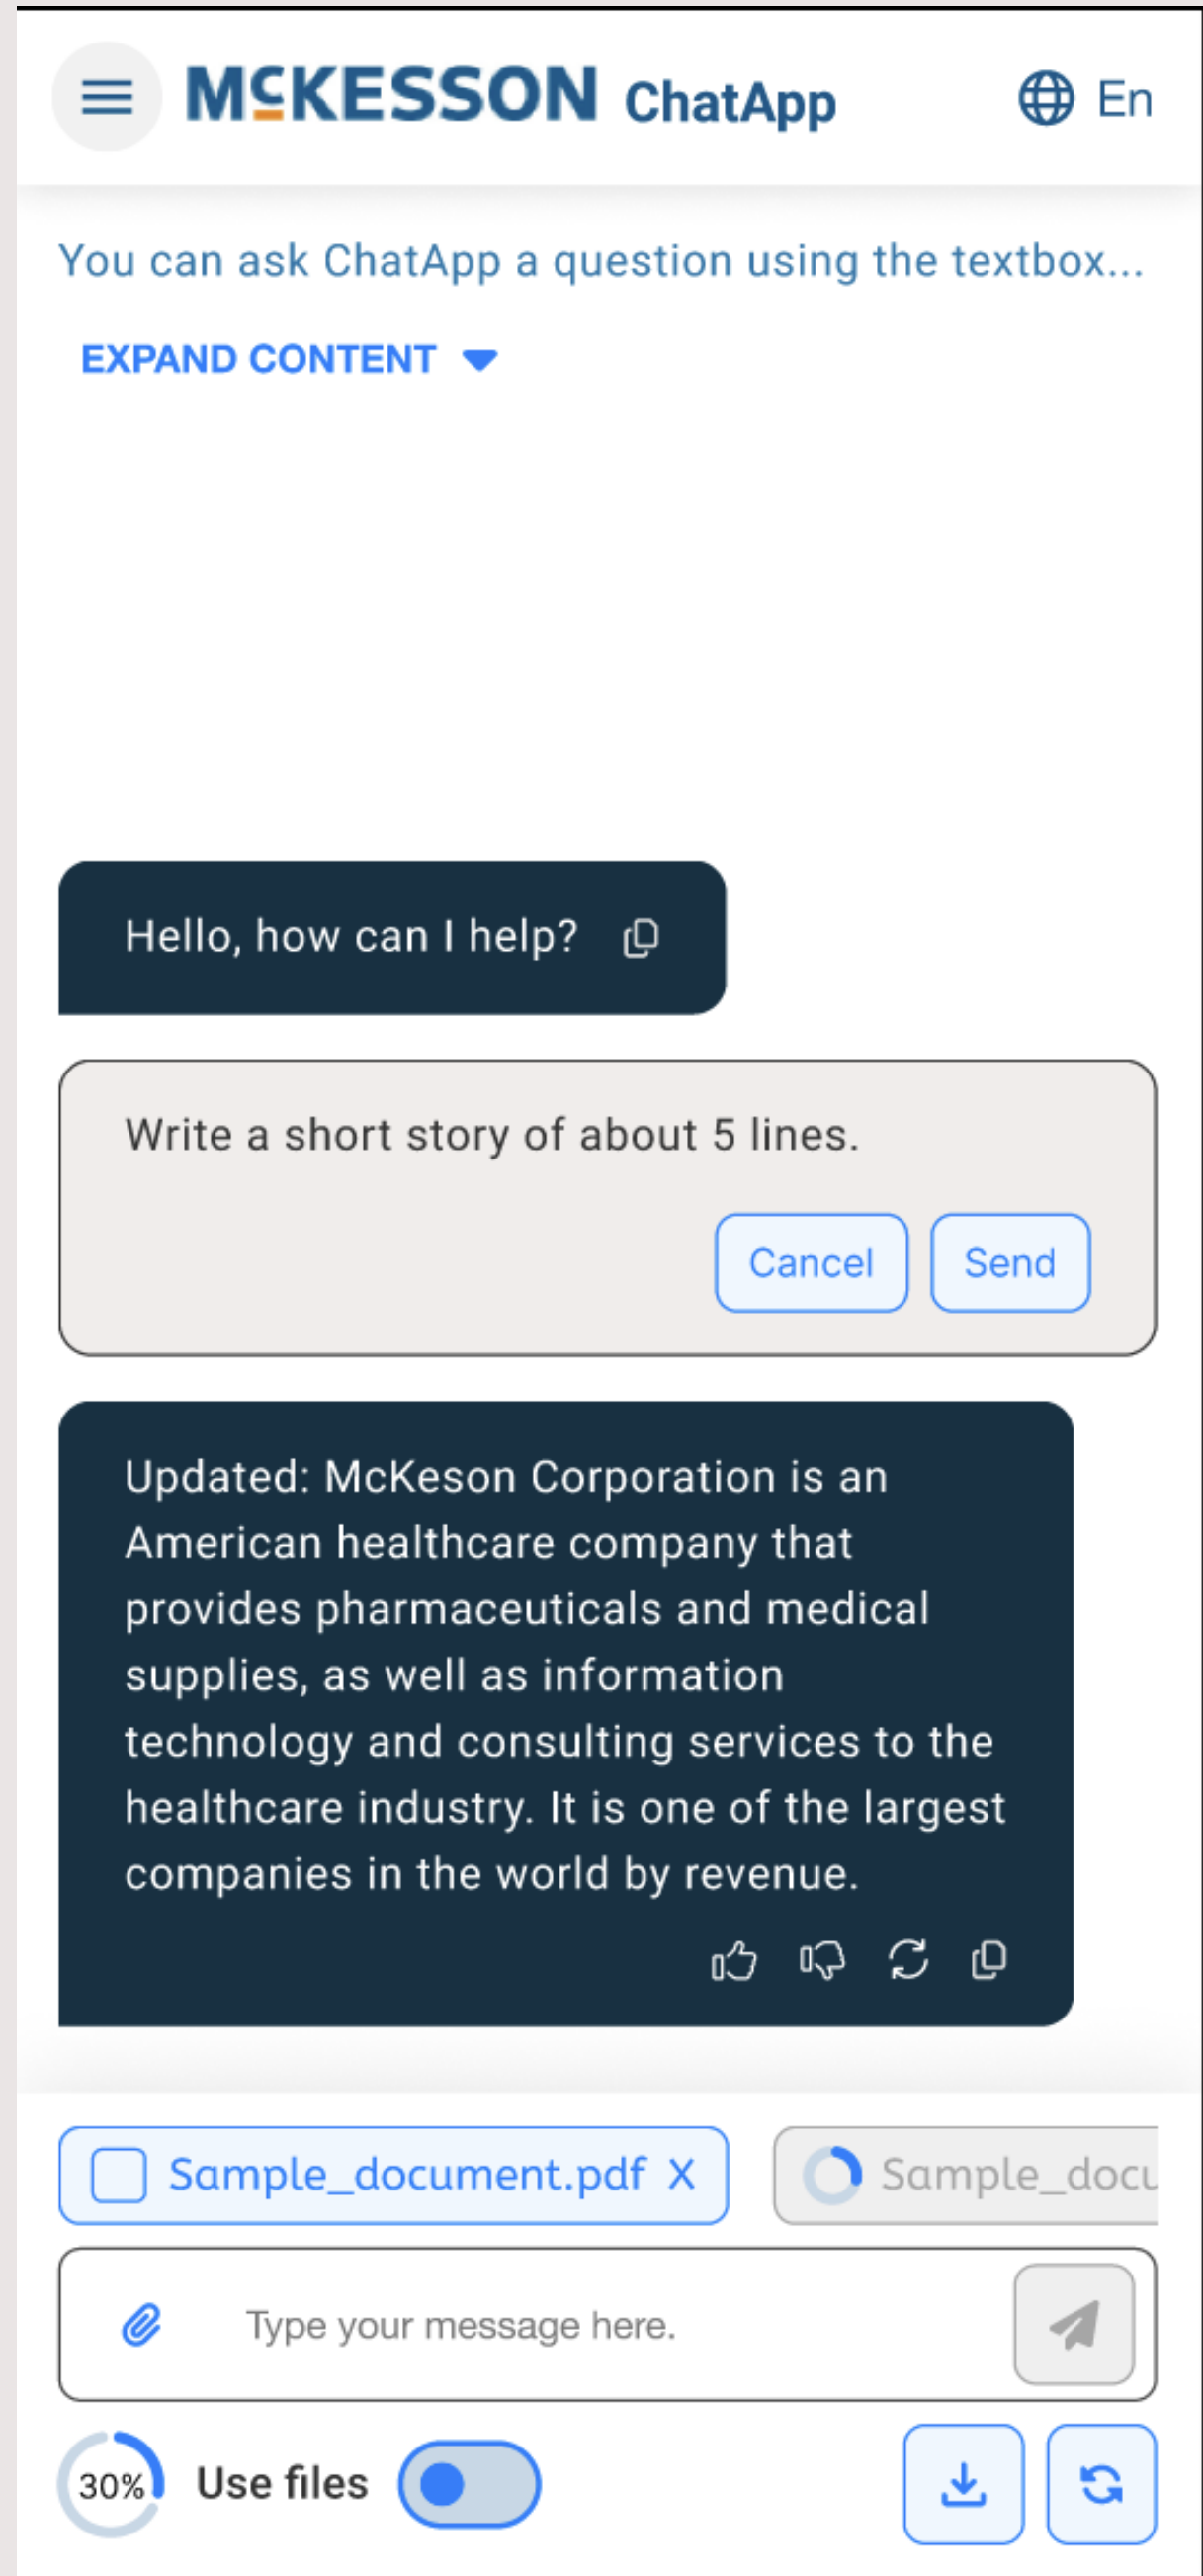 McKESSON ChatApp En
You can ask ChatApp a question using the textbox...
EXPAND CONTENT
Hello, how can I help?
Write a short story of about 5 lines.
Cancel Send
Updated: McKeson Corporation is an
American healthcare company that
provides pharmaceuticals and medical
supplies, as well as information
technology and consulting services to the
healthcare industry. It is one of the largest
companies in the world by revenue.
Sample_document.pdf X Sample_docu
Type your message here.
30% Use files